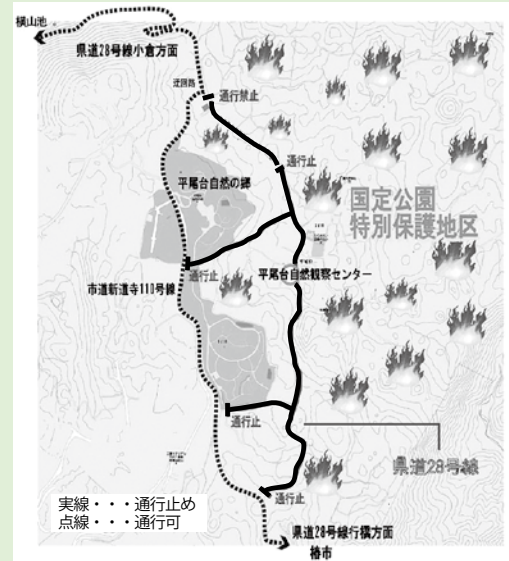 横山池
県道28号線小倉方面
迂回路
通行禁止
通行止
平尾台自然の郷
国定公園
特別保護地区
通行止
平尾台自然観察センター
市道新道寺110号線
通行止
県道28号線
通行止
実線・・・通行止め
点線・・・通行可
県道28号線行橋方面
椿市